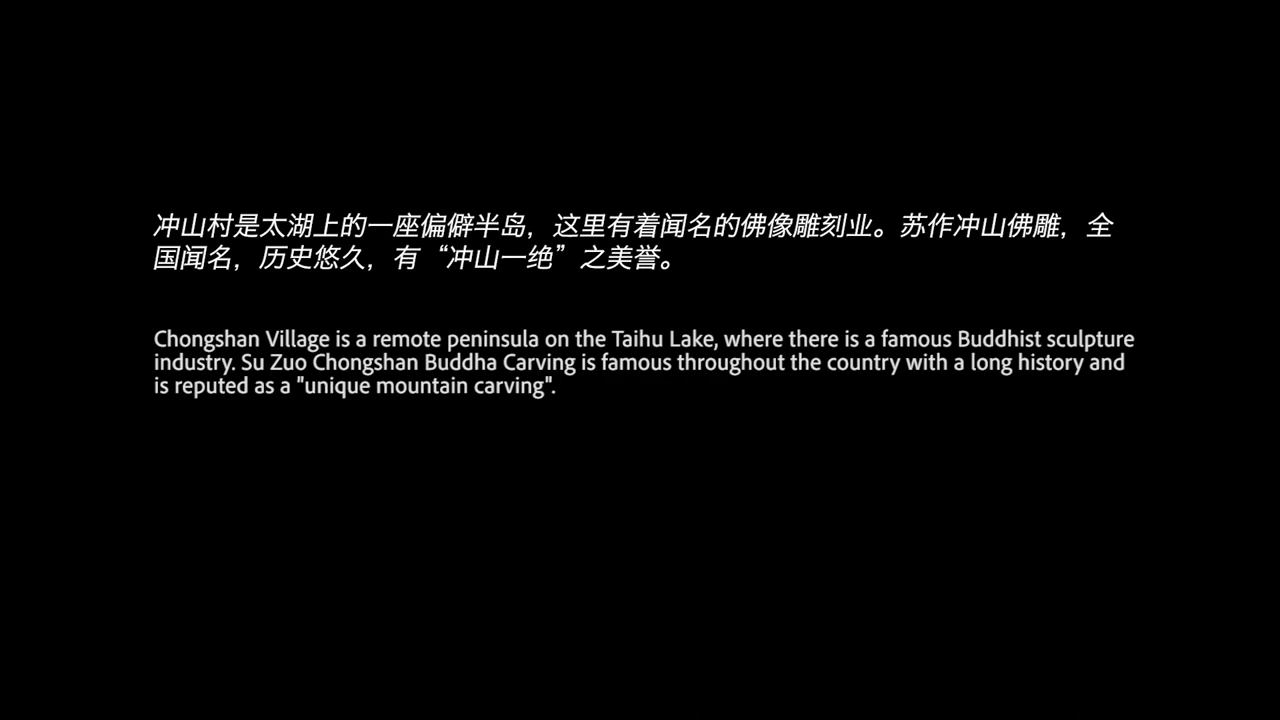 冲山村是太湖上的一座偏僻半岛，这里有着闻名的佛像雕刻业。苏作冲山佛雕，全
国闻名，历史悠久，有“冲山一绝”之美誉。
Chongshan Village is a remote peninsula on the Taihu Lake, where there is a famous Buddhist sculpture
industry. Su Zuo Chongshan Buddha Carving is famous throughout the country with a long history and
is reputed as a "unique mountain carving".